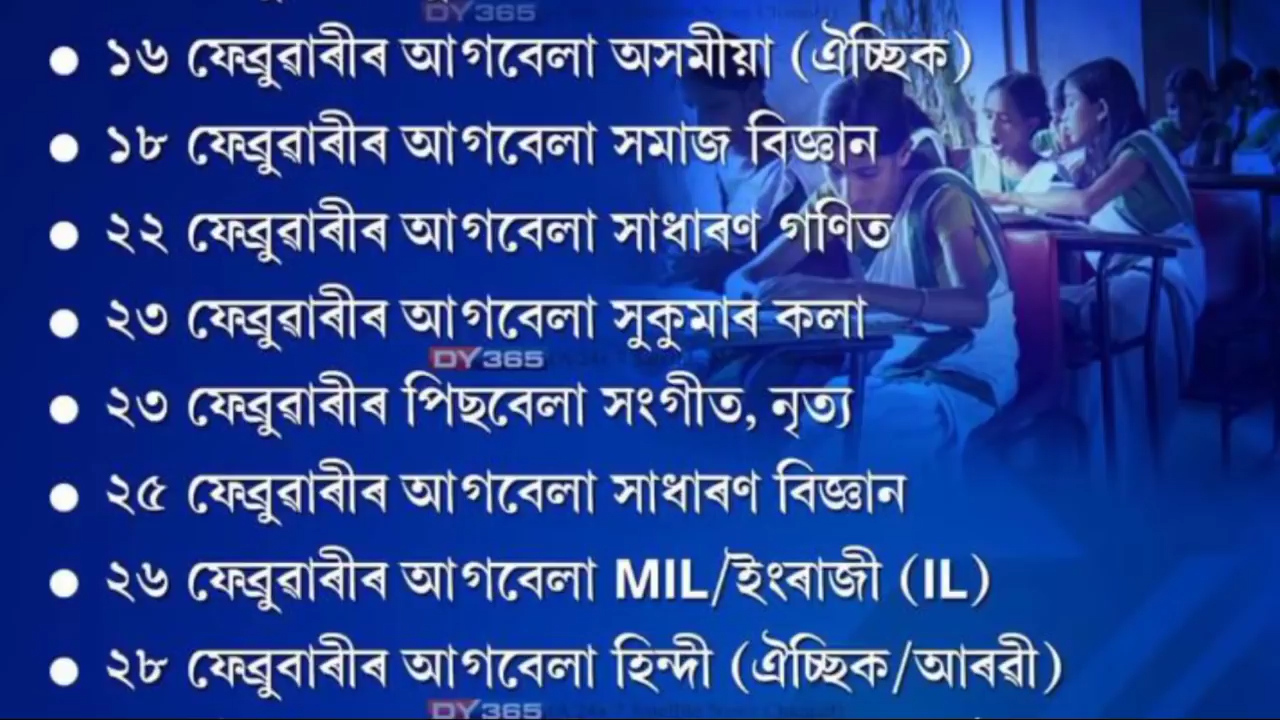 DY365
• ১৬ ফেব্ৰুৱাৰীৰ আগবেলা অসমীয়া (ঐচ্ছিক)
• ১৮ ফেব্ৰুৱাৰীৰ আগবেলা সমাজ বিজ্ঞান
• ২২ ফেব্ৰুৱাৰীৰ আগবেলা সাধাৰণ গণিত
• ২৩ ফেব্ৰুৱাৰীৰ আগবেলা সুকুমাৰ কলা
DY365
• ২৩ ফেব্ৰুৱাৰীৰ পিছবেলা সংগীত, নৃত্য
• ২৫ ফেব্ৰুৱাৰীৰ আগবেলা সাধাৰণ বিজ্ঞান
• ২৬ ফেব্ৰুৱাৰীৰ আগবেলা MIL/ইংৰাজী (IL)
• ২৮ ফেব্ৰুবাৰীৰ আগবেলা হিন্দী (ঐচ্ছিক/আৰৱী)
DY365